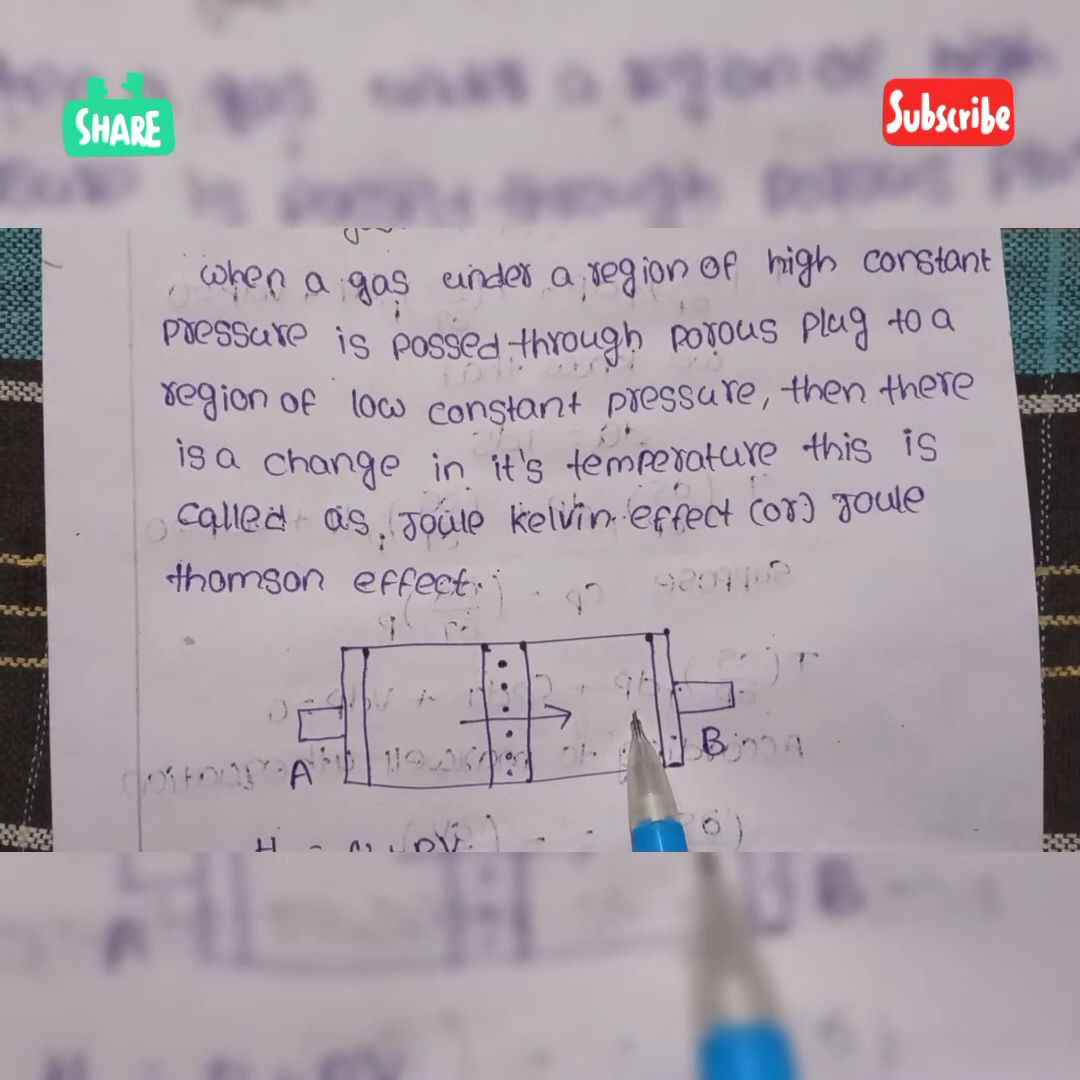 SHARE
Subscribe
when a gas under a region of high constant
pressure is passed through porous plug to a
region of low constant pressure, then there
is a change in it's temperature this is
called as joule kelvin effect (or) joule
thomson effect.
A
B